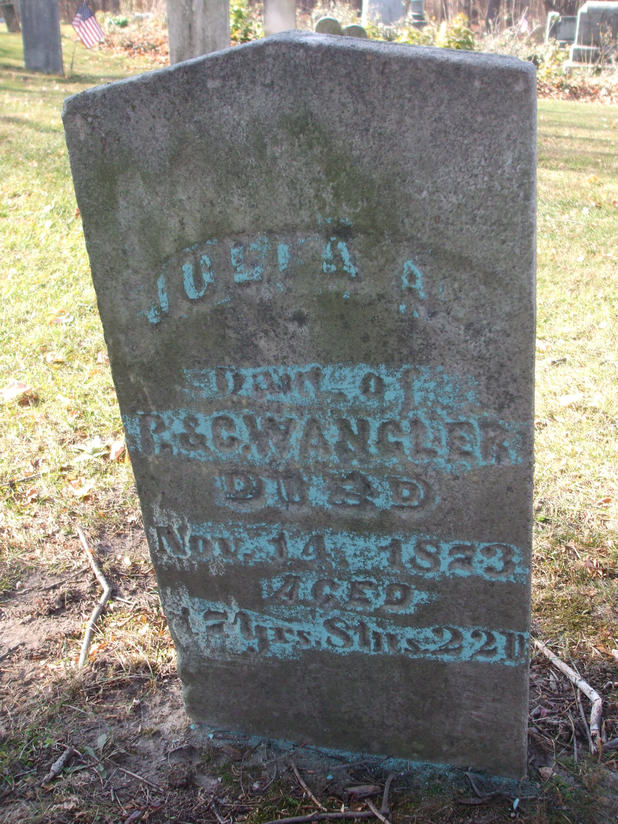 JULIA A
Dau. of
P. & C. WANGLER
DIED
Nov. 14, 1873
AGED
17 yrs 8 Ms. 22 D